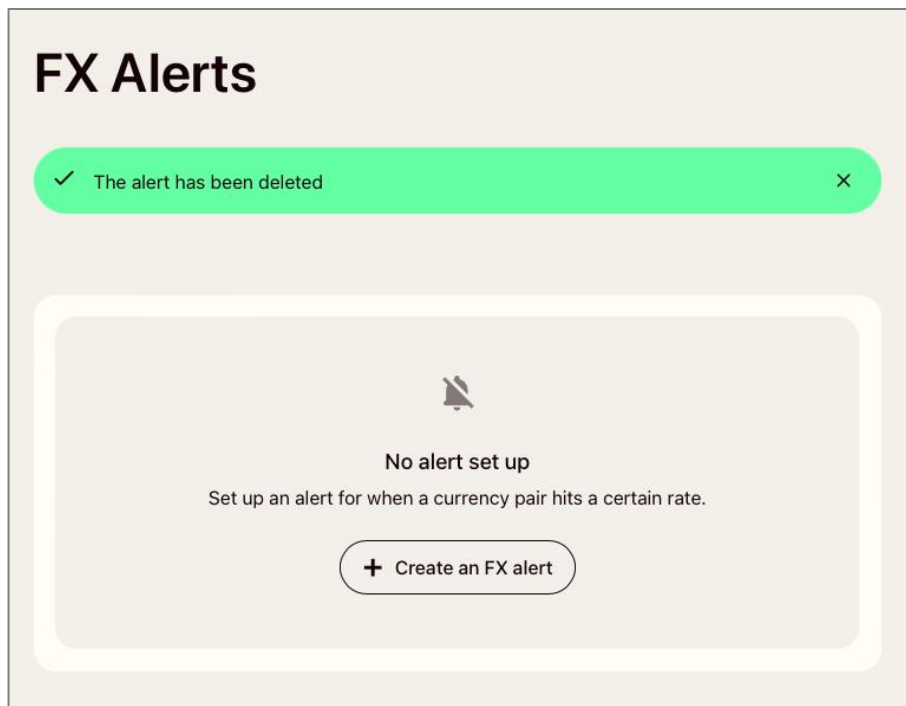 FX Alerts
The alert has been deleted
No alert set up
Set up an alert for when a currency pair hits a certain rate.
Create an FX alert